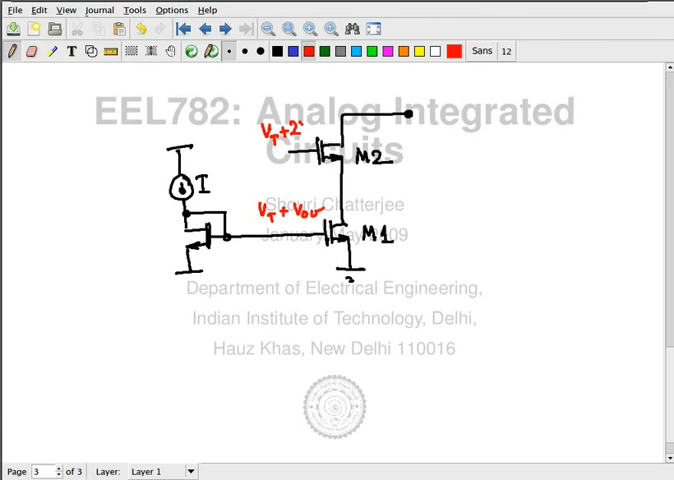 File Edit View Journal Tools Options Help
Sans 12
EEL782: Analog Integrated
Circuits
VT+2
M2
I
Shouri Chatterjee
VT + Vov
M1
Department of Electrical Engineering,
Indian Institute of Technology, Delhi,
Hauz Khas, New Delhi 110016
Page 3 of 3 Layer: Layer 1